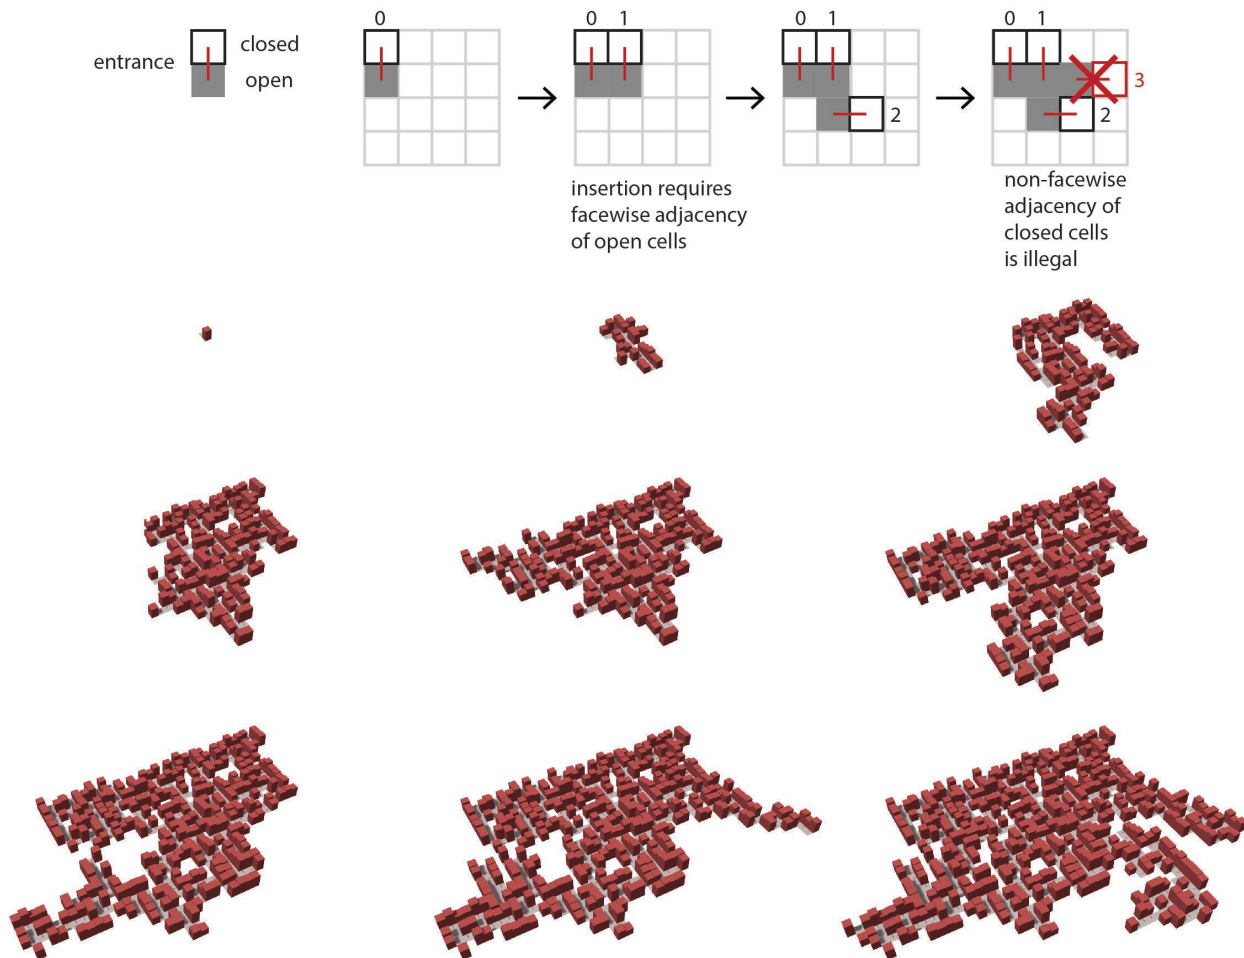 entrance
closed
open
0
0 1
0 1
2
0 1
3
2
insertion requires
facewise adjacency
of open cells
non-facewise
adjacency of
closed cells
is illegal